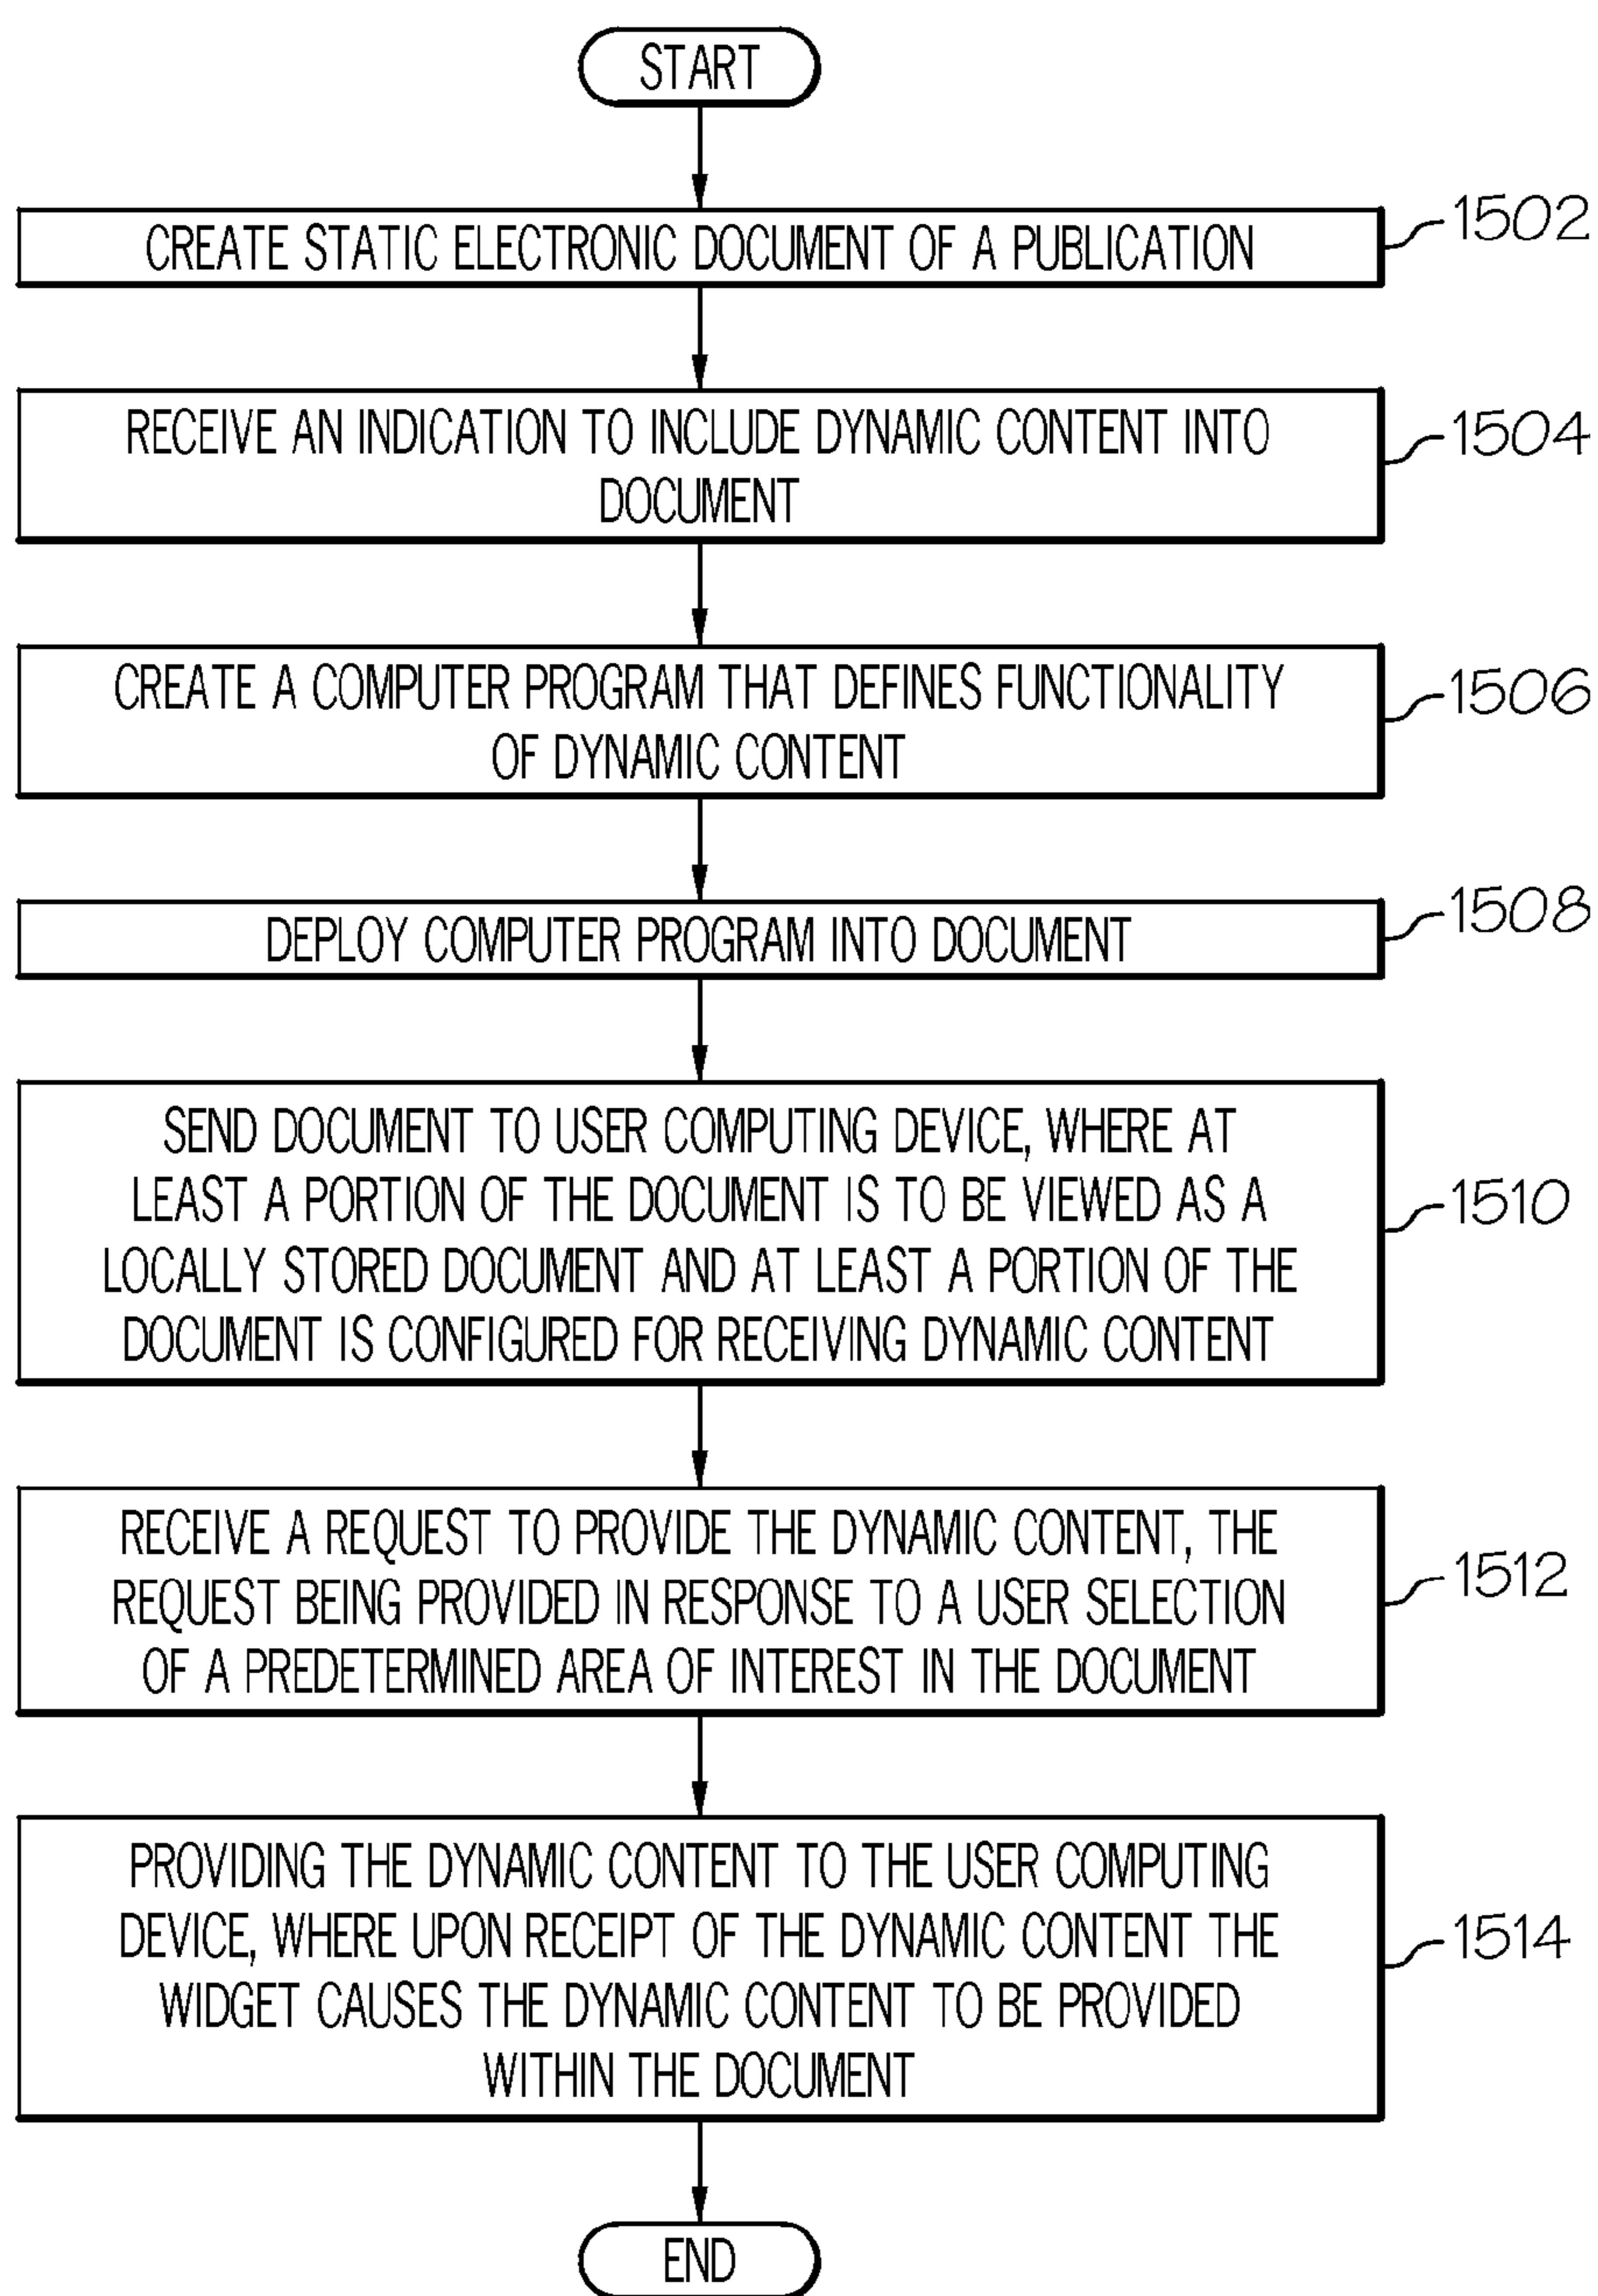 START
CREATE STATIC ELECTRONIC DOCUMENT OF A PUBLICATION
1502
RECEIVE AN INDICATION TO INCLUDE DYNAMIC CONTENT INTO
DOCUMENT
1504
CREATE A COMPUTER PROGRAM THAT DEFINES FUNCTIONALITY
OF DYNAMIC CONTENT
1506
DEPLOY COMPUTER PROGRAM INTO DOCUMENT
1508
SEND DOCUMENT TO USER COMPUTING DEVICE, WHERE AT
LEAST A PORTION OF THE DOCUMENT IS TO BE VIEWED AS A
LOCALLY STORED DOCUMENT AND AT LEAST A PORTION OF THE
DOCUMENT IS CONFIGURED FOR RECEIVING DYNAMIC CONTENT
1510
RECEIVE A REQUEST TO PROVIDE THE DYNAMIC CONTENT, THE
REQUEST BEING PROVIDED IN RESPONSE TO A USER SELECTION
OF A PREDETERMINED AREA OF INTEREST IN THE DOCUMENT
1512
PROVIDING THE DYNAMIC CONTENT TO THE USER COMPUTING
DEVICE, WHERE UPON RECEIPT OF THE DYNAMIC CONTENT THE
WIDGET CAUSES THE DYNAMIC CONTENT TO BE PROVIDED
WITHIN THE DOCUMENT
1514
END